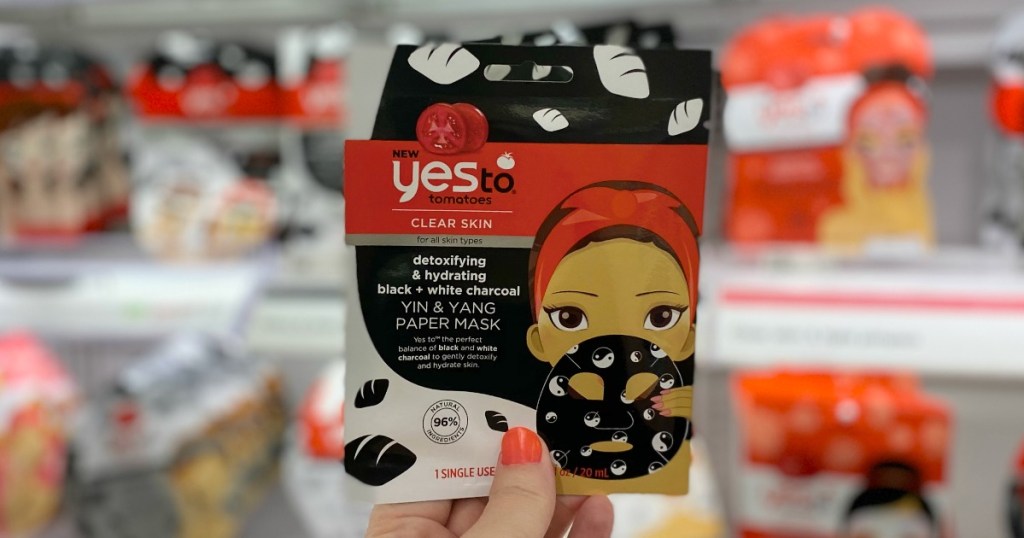 NEW
yes to
tomatoes
CLEAR SKIN
for all skin types
detoxifying
& hydrating
black + white charcoal
YIN & YANG
PAPER MASK
Yes to™ the perfect
balance of black and white
charcoal to gently detoxify
and hydrate skin.
NATURAL
96%
INGREDIENTS
1 SINGLE USE
/ 20 mL